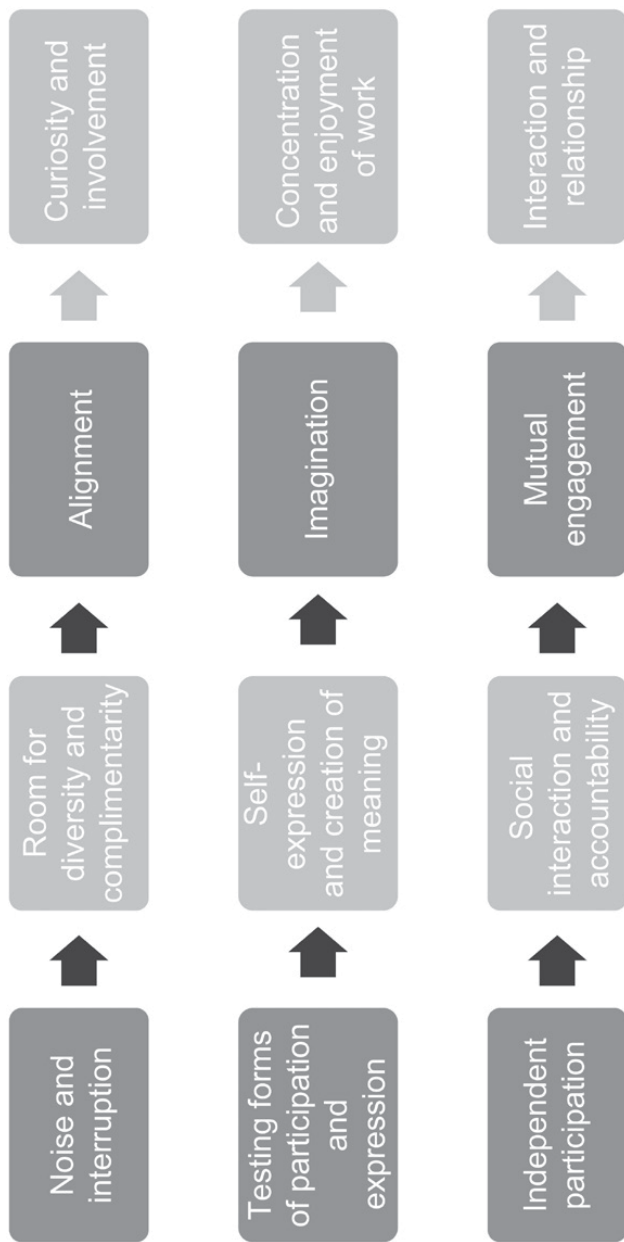 Noise and
interruption
Room for
diversity and
complimentarity
Alignment
Curiosity and
involvement
Testing forms
of participation
and
expression
Self-
expression
and creation of
meaning
Imagination
Concentration
and enjoyment
of work
Independent
participation
Social
interaction and
accountability
Mutual
engagement
Interaction and
relationship